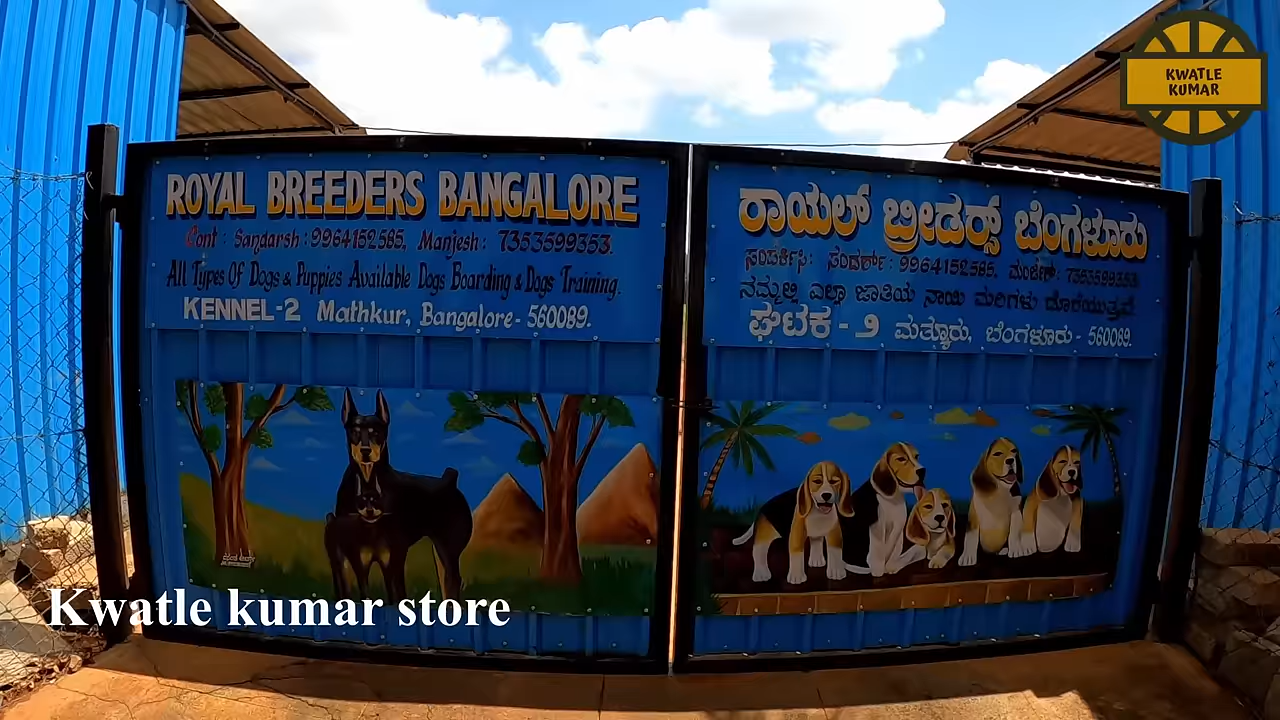 ROYAL BREEDERS BANGALORE
Cont : Sandarsh : 9964152585, Manjesh : 7353599353.
All Types Of Dogs & Puppies Available Dogs Boarding & Dogs Training.
KENNEL-2 Mathkur, Bangalore - 560089.
ರಾಯಲ್ ಬ್ರೀಡರ್ಸ್ ಬೆಂಗಳೂರು
ಸಂಪರ್ಕಿಸಿ: ಸಂದರ್ಶ್: 9964152585, ಮಂಜೇಶ್: 7353599353.
ನಮ್ಮಲ್ಲಿ ಎಲ್ಲಾ ಜಾತಿಯ ನಾಯಿ ಮರಿಗಳು ದೊರೆಯುತ್ತವೆ
ಘಟಕ - ೨ ಮತ್ಕೂರು, ಬೆಂಗಳೂರು - 560089.
KWATLE
KUMAR
Kwatle kumar store